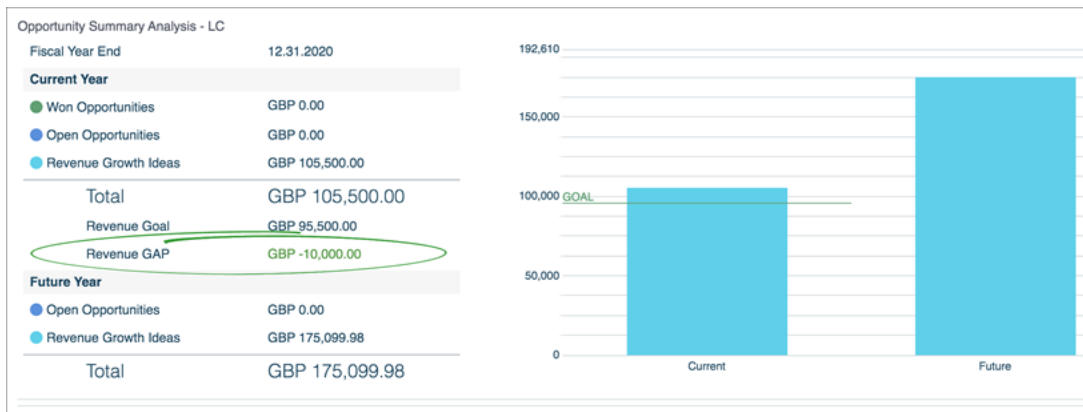 Opportunity Summary Analysis - LC
Fiscal Year End 12.31.2020
Current Year
Won Opportunities GBP 0.00
Open Opportunities GBP 0.00
Revenue Growth Ideas GBP 105,500.00
Total GBP 105,500.00
Revenue Goal GBP 95,500.00
Revenue GAP GBP -10,000.00
Future Year
Open Opportunities GBP 0.00
Revenue Growth Ideas GBP 175,099.98
Total GBP 175,099.98
192,610
150,000
100,000 GOAL
50,000
0
Current Future